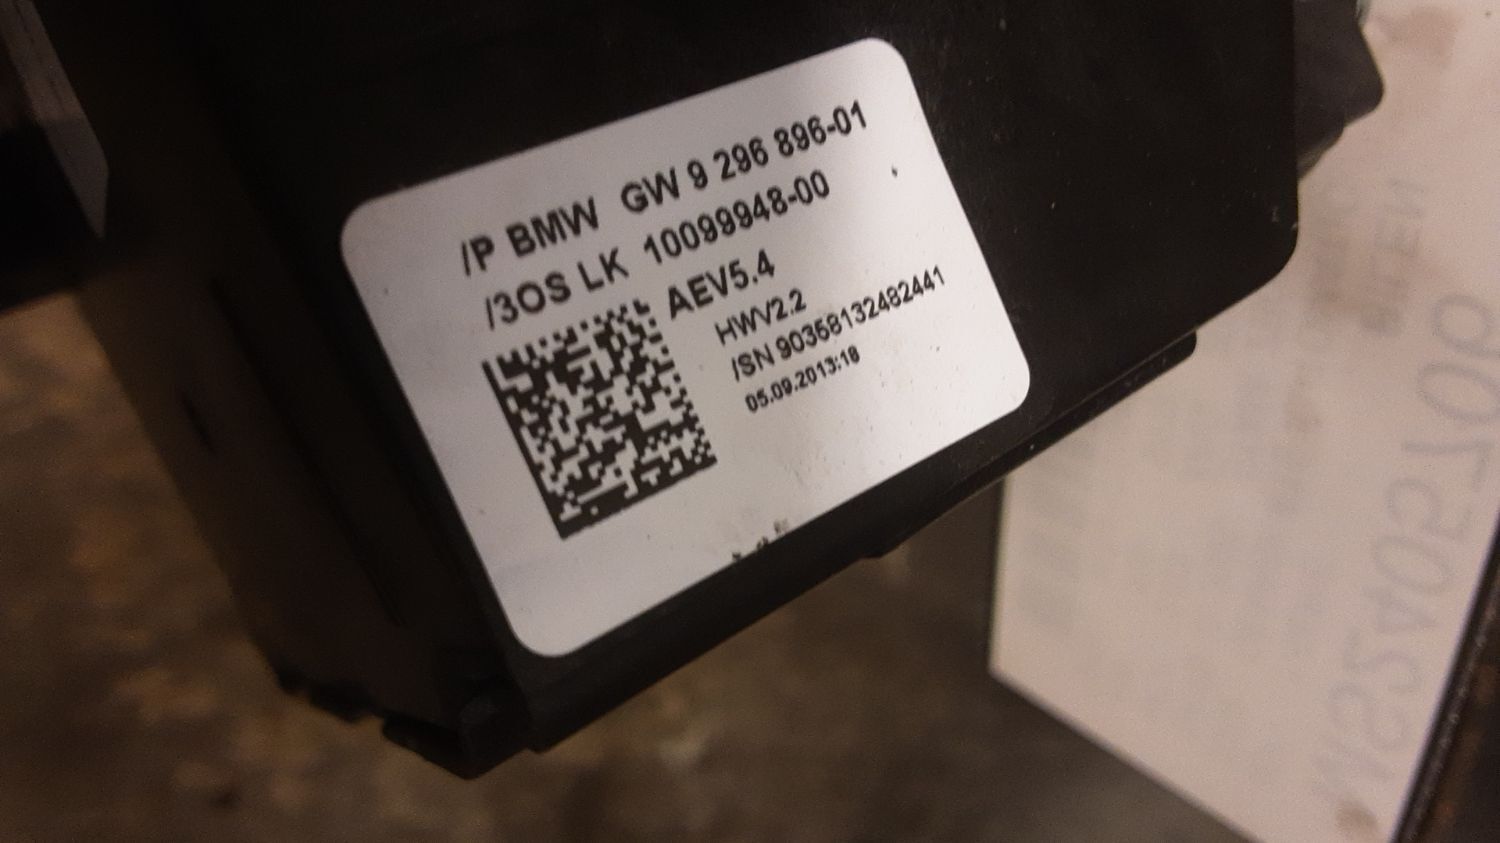 /P BMW GW 9 296 896-01
/3OS LK 10099948-00
AEV5.4
HWV2.2
/SN 90368132482441
05.09.2013:18